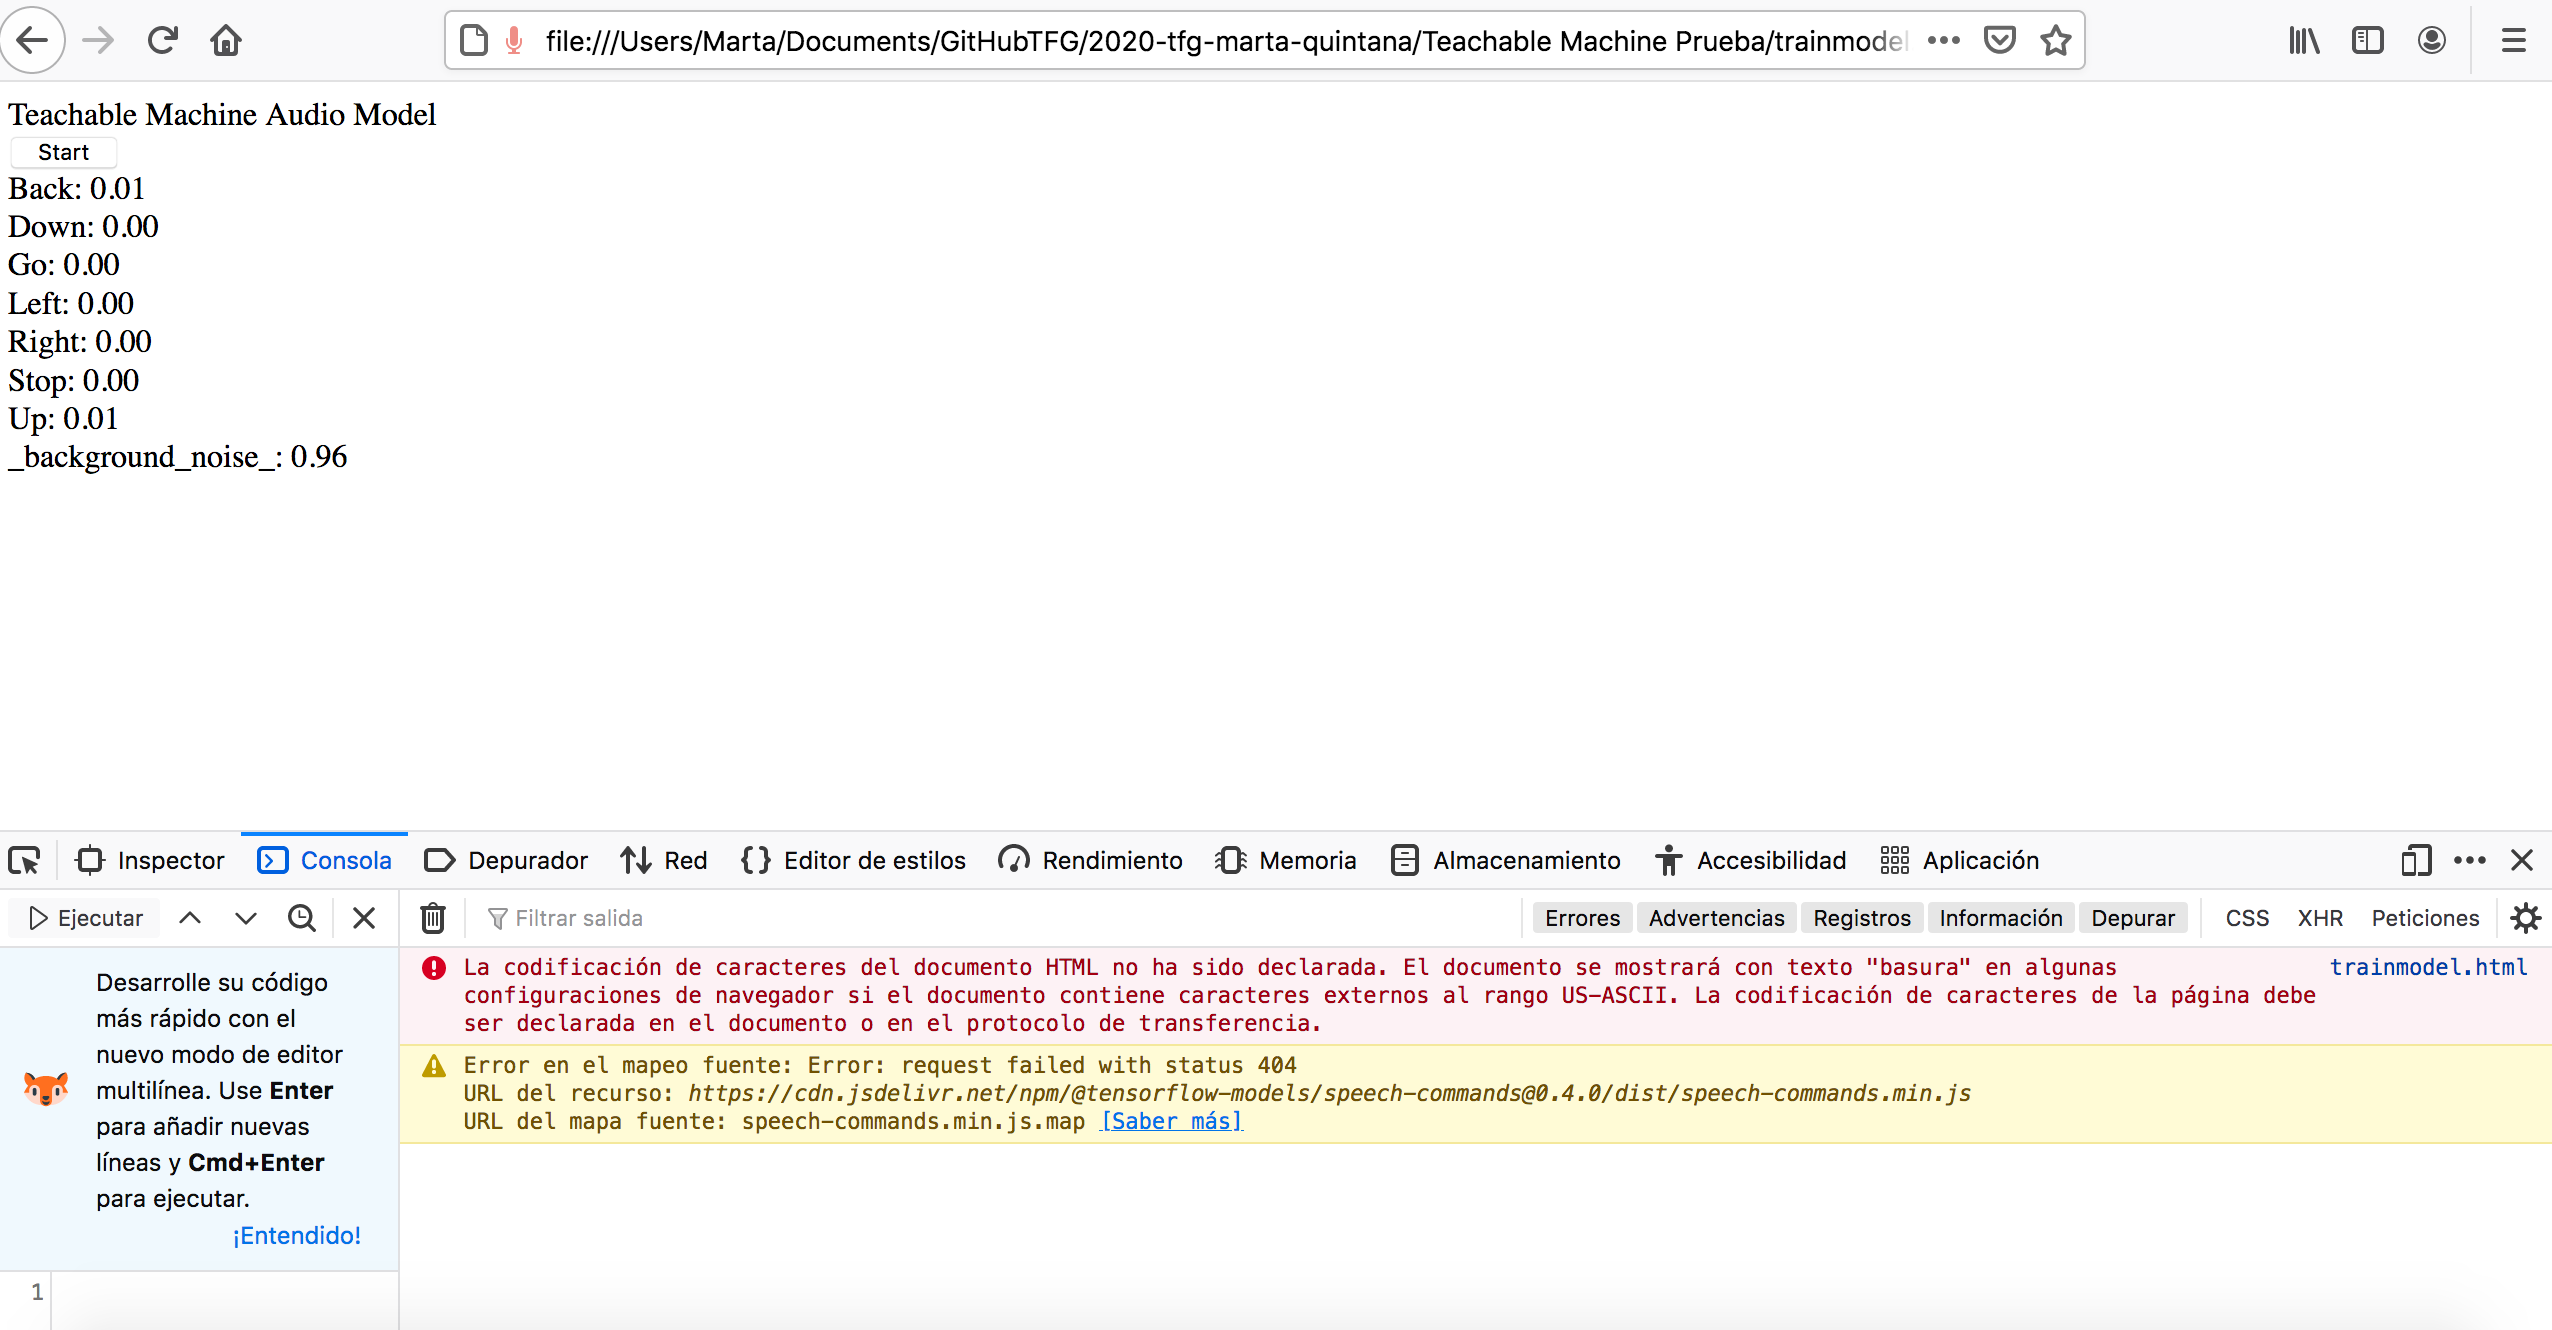 file:///Users/Marta/Documents/GitHubTFG/2020-tfg-marta-quintana/Teachable Machine Prueba/trainmodel
Teachable Machine Audio Model
Start
Back: 0.01
Down: 0.00
Go: 0.00
Left: 0.00
Right: 0.00
Stop: 0.00
Up: 0.01
_background_noise_: 0.96
Inspector Consola Depurador Red Editor de estilos Rendimiento Memoria Almacenamiento Accesibilidad Aplicación
Ejecutar Filtrar salida Errores Advertencias Registros Información Depurar CSS XHR Peticiones
Desarrolle su código
más rápido con el
nuevo modo de editor
multilínea. Use Enter
para añadir nuevas
líneas y Cmd+Enter
para ejecutar.
¡Entendido!
1
La codificación de caracteres del documento HTML no ha sido declarada. El documento se mostrará con texto "basura" en algunas trainmodel.html
configuraciones de navegador si el documento contiene caracteres externos al rango US-ASCII. La codificación de caracteres de la página debe
ser declarada en el documento o en el protocolo de transferencia.
Error en el mapeo fuente: Error: request failed with status 404
URL del recurso: https://cdn.jsdelivr.net/npm/@tensorflow-models/speech-commands@0.4.0/dist/speech-commands.min.js
URL del mapa fuente: speech-commands.min.js.map [Saber más]